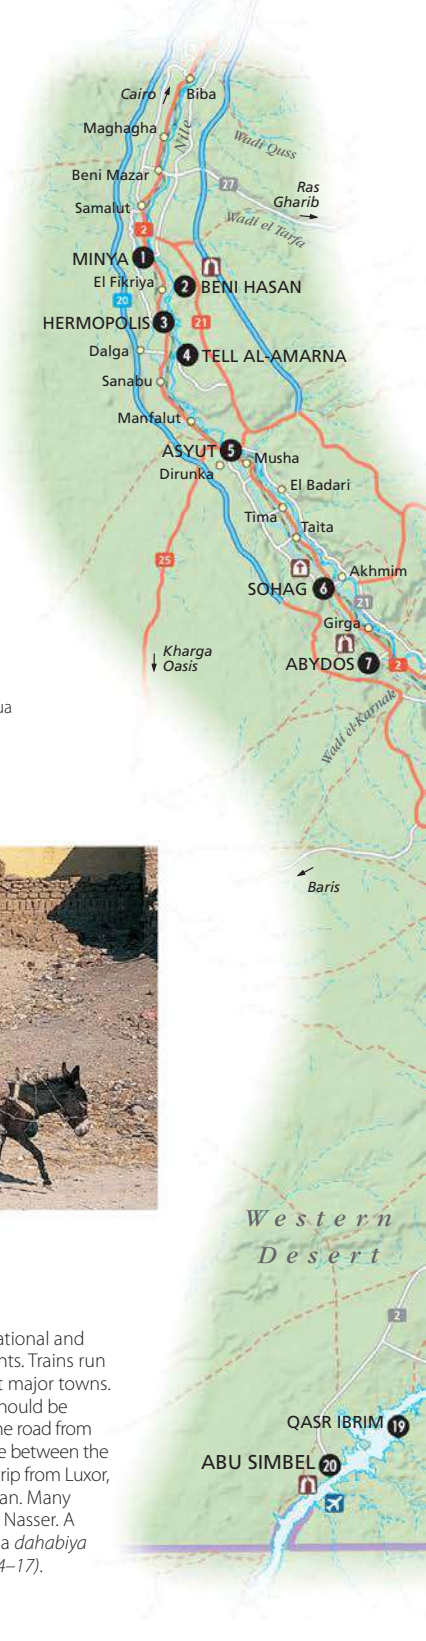 Cairo
Biba
Maghagha
Nile
Wadi Quss
Beni Mazar
27
Ras
Gharib
Samalut
Wadi el Tarfa
2
MINYA 1
El Fikriya
2 BENI HASAN
20
HERMOPOLIS 3
21
Dalga
4 TELL AL-AMARNA
Sanabu
Manfalut
ASYUT 5
Musha
Dirunka
El Badari
Tima
Taita
25
Akhmim
SOHAG 6
21
Girga
Kharga
Oasis
ABYDOS 7
2
Wadi el-Karnak
ua
Baris
Western
Desert
2
ational and
nts. Trains run
t major towns.
hould be
he road from
e between the
rip from Luxor,
an. Many
Nasser. A
a dahabiya
4–17).
QASR IBRIM 19
ABU SIMBEL 20